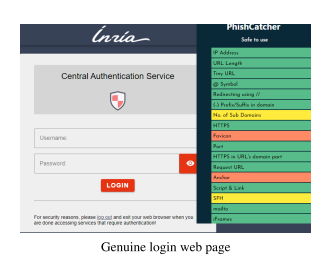 Inria
PhishCatcher
Safe to use
Central Authentication Service
Username
Password
LOGIN
For security reasons, please log out and exit your web browser when you
are done accessing services that require authentication!
IP Address
URL Length
Tiny URL
@ Symbol
Redirecting using //
(-) Prefix/Suffix in domain
No. of Sub Domains
HTTPS
Favicon
Port
HTTPS in URL's domain part
Request URL
Anchor
Script & Link
SFH
mailto
iFrames
Genuine login web page